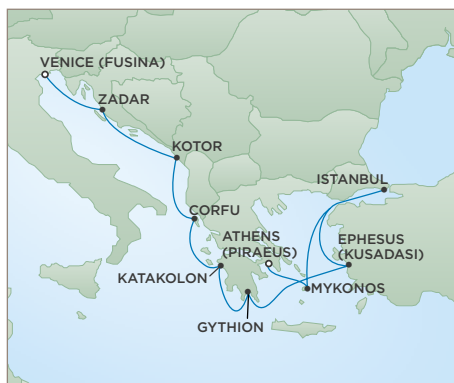 VENICE (FUSINA)
ZADAR
KOTOR
ISTANBUL
CORFU
ATHENS
(PIRAEUS)
EPHESUS
(KUSADASI)
KATAKOLON
MYKONOS
GYTHION